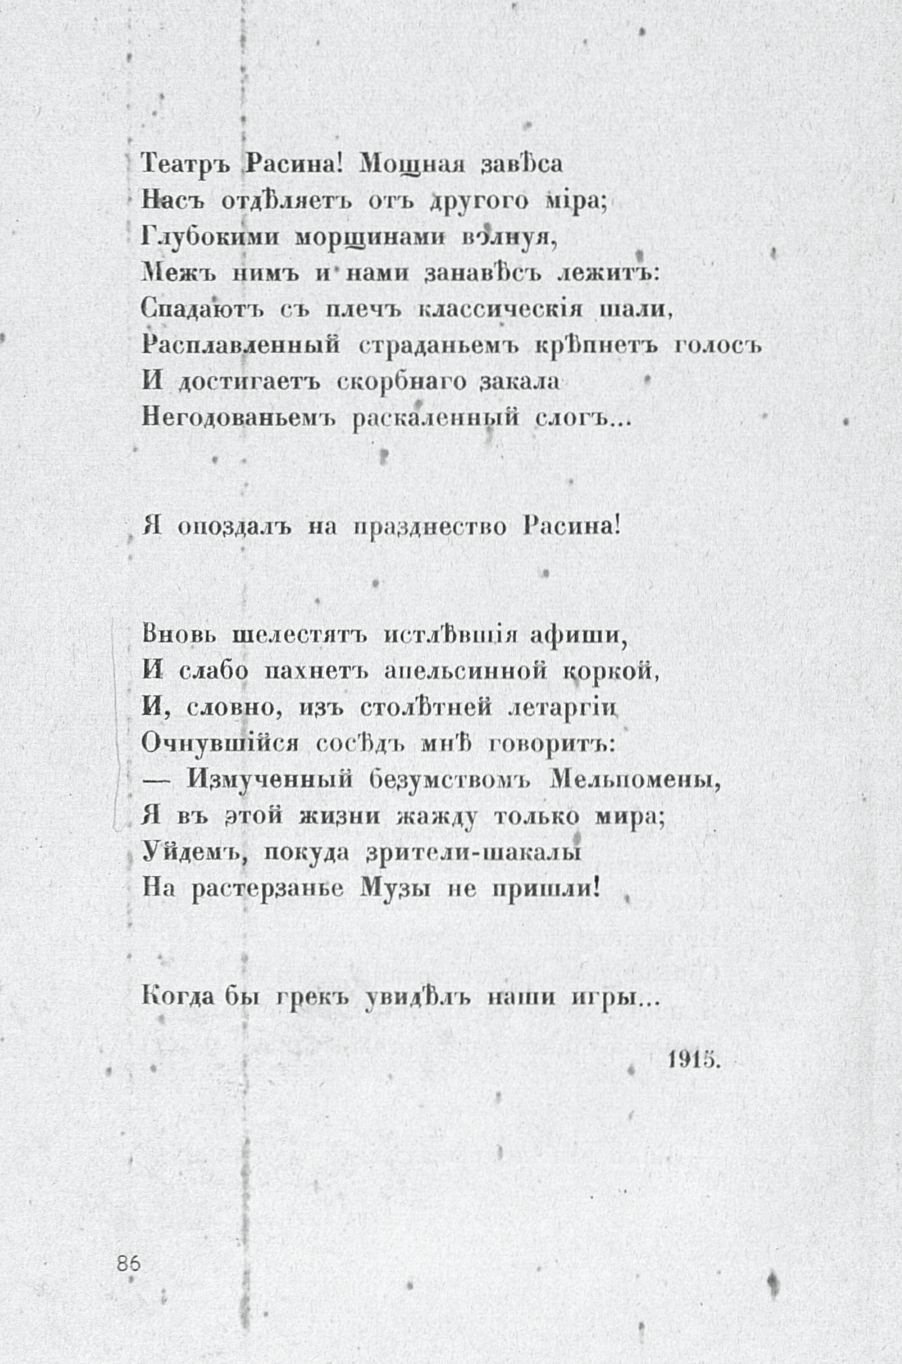 Театръ Расина! Мощная завѣса
Насъ отдѣляетъ отъ другого міра;
Глубокими морщинами волнуя,
Межъ нимъ и нами занавѣсъ лежитъ:
Спадаютъ съ плечъ классическія шали,
Расплавленный страданьемъ крѣпнетъ голосъ
И достигаетъ скорбнаго закала
Негодованьемъ раскаленный слогъ...
Я опоздалъ на празднество Расина!
Вновь шелестятъ истлѣвшія афиши,
И слабо пахнетъ апельсинной коркой,
И, словно, изъ столѣтней летаргіи
Очнувшійся сосѣдъ мнѣ говоритъ:
— Измученный безумствомъ Мельпомены,
Я въ этой жизни жажду только мира;
Уйдемъ, покуда зрители-шакалы
На растерзанье Музы не пришли!
Когда бы грекъ увидѣлъ наши игры...
1915.
86